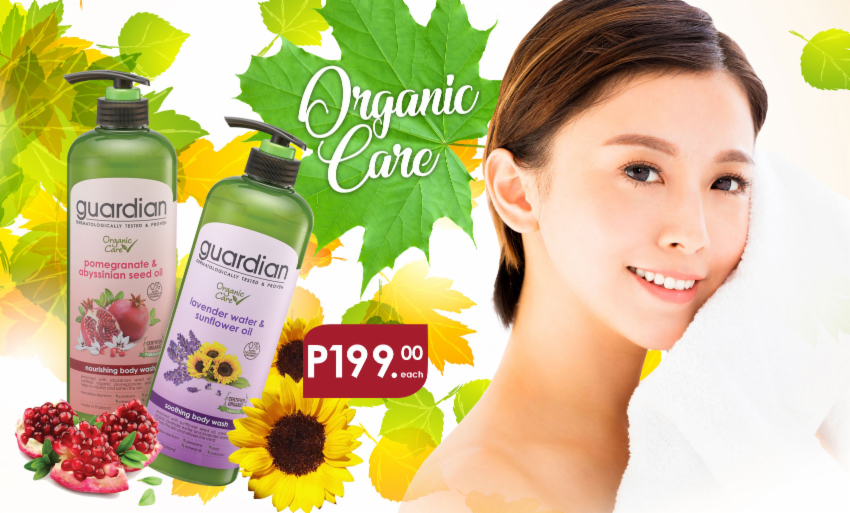 Organic
Care
guardian
DERMATOLOGICALLY TESTED & PROVEN
Organic
Care
pomegranate &
abyssinian seed oil
nourishing body wash
guardian
DERMATOLOGICALLY TESTED & PROVEN
Organic
Care
lavender water &
sunflower oil
soothing body wash
P199.00
each